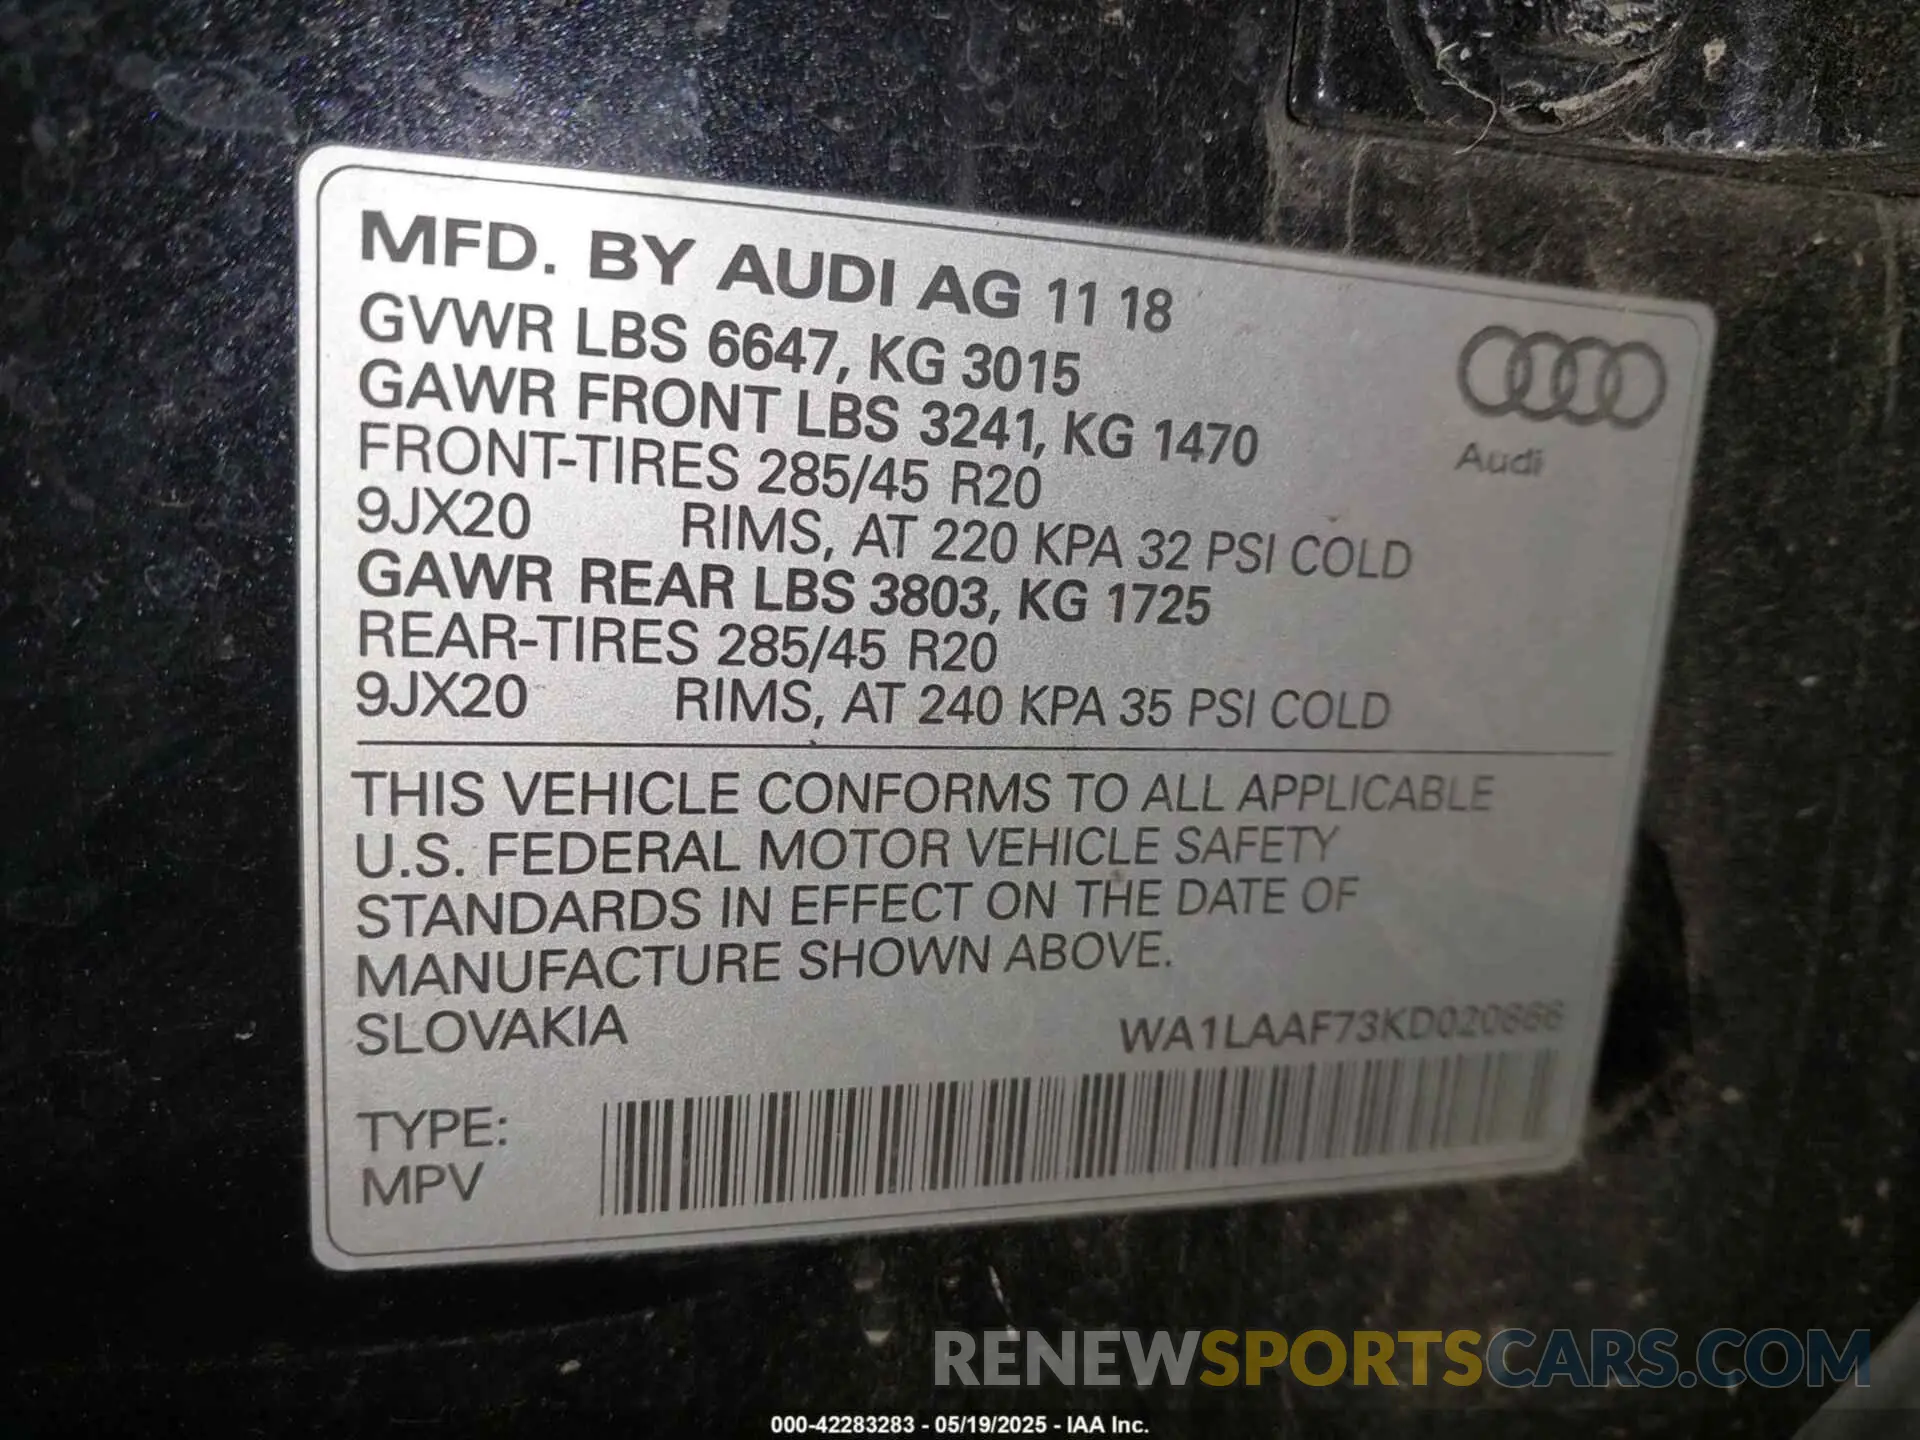 MFD. BY AUDI AG 11 18
GVWR LBS 6647, KG 3015
GAWR FRONT LBS 3241, KG 1470
FRONT-TIRES 285/45 R20
9JX20 RIMS, AT 220 KPA 32 PSI COLD
GAWR REAR LBS 3803, KG 1725
REAR-TIRES 285/45 R20
9JX20 RIMS, AT 240 KPA 35 PSI COLD
Audi
THIS VEHICLE CONFORMS TO ALL APPLICABLE
U.S. FEDERAL MOTOR VEHICLE SAFETY
STANDARDS IN EFFECT ON THE DATE OF
MANUFACTURE SHOWN ABOVE.
SLOVAKIA
TYPE:
MPV
RENEWSPORTSCARS.COM
000-42283283 - 05/19/2025 - IAA Inc.